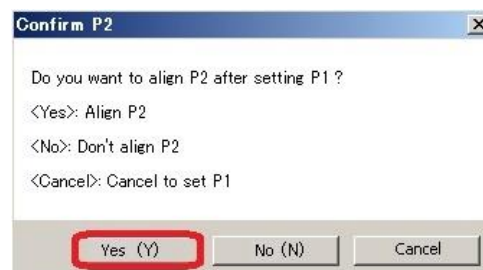 Confirm P2
Do you want to align P2 after setting P1 ?
<Yes>: Align P2
<No>: Don't align P2
<Cancel>: Cancel to set P1
Yes (Y) No (N) Cancel